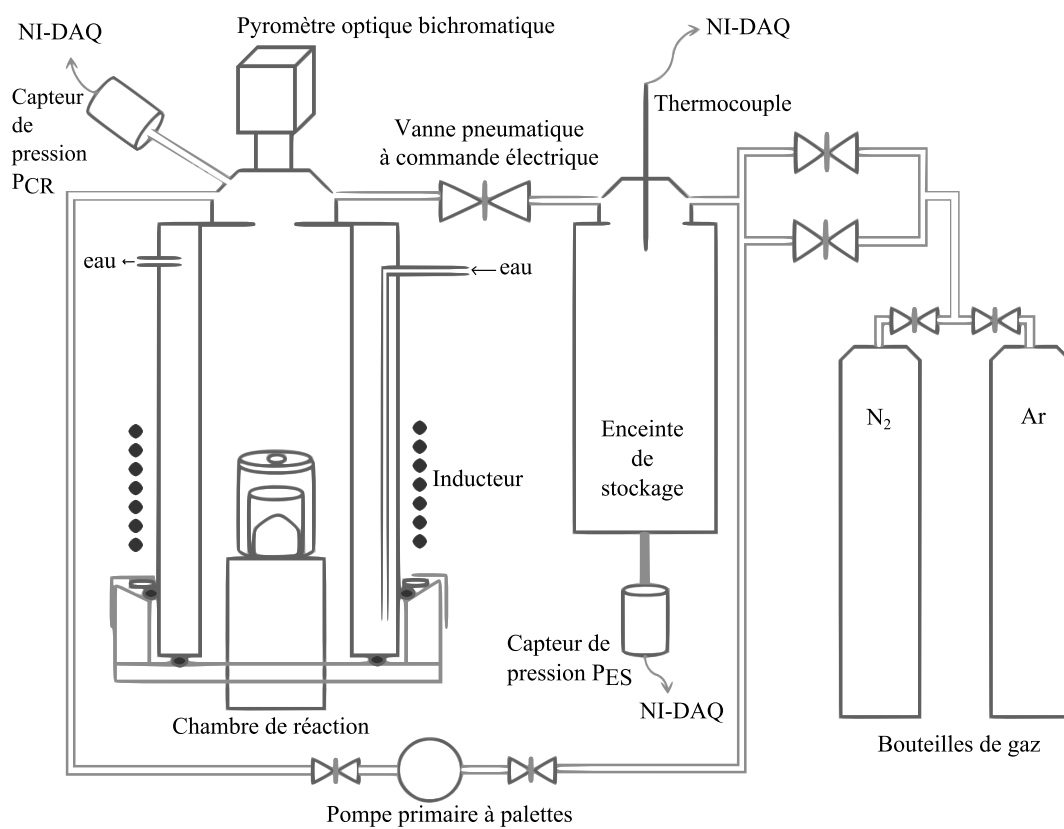 Pyromètre optique bichromatique
NI-DAQ
NI-DAQ
Capteur
de
pression
PCR
Thermocouple
Vanne pneumatique
à commande électrique
eau ←
← eau
Inducteur
Enceinte
de
stockage
N2
Ar
Capteur de
pression PES
NI-DAQ
Chambre de réaction
Bouteilles de gaz
Pompe primaire à palettes